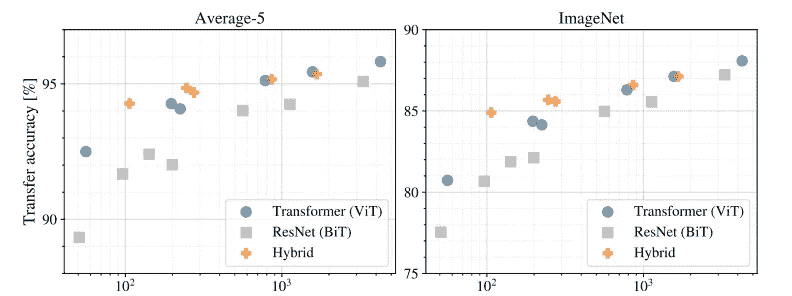 Average-5
ImageNet
Transfer accuracy [%]
95
90
Transformer (ViT)
ResNet (BiT)
Hybrid
10²
10³
90
85
80
75
Transformer (ViT)
ResNet (BiT)
Hybrid
10²
10³